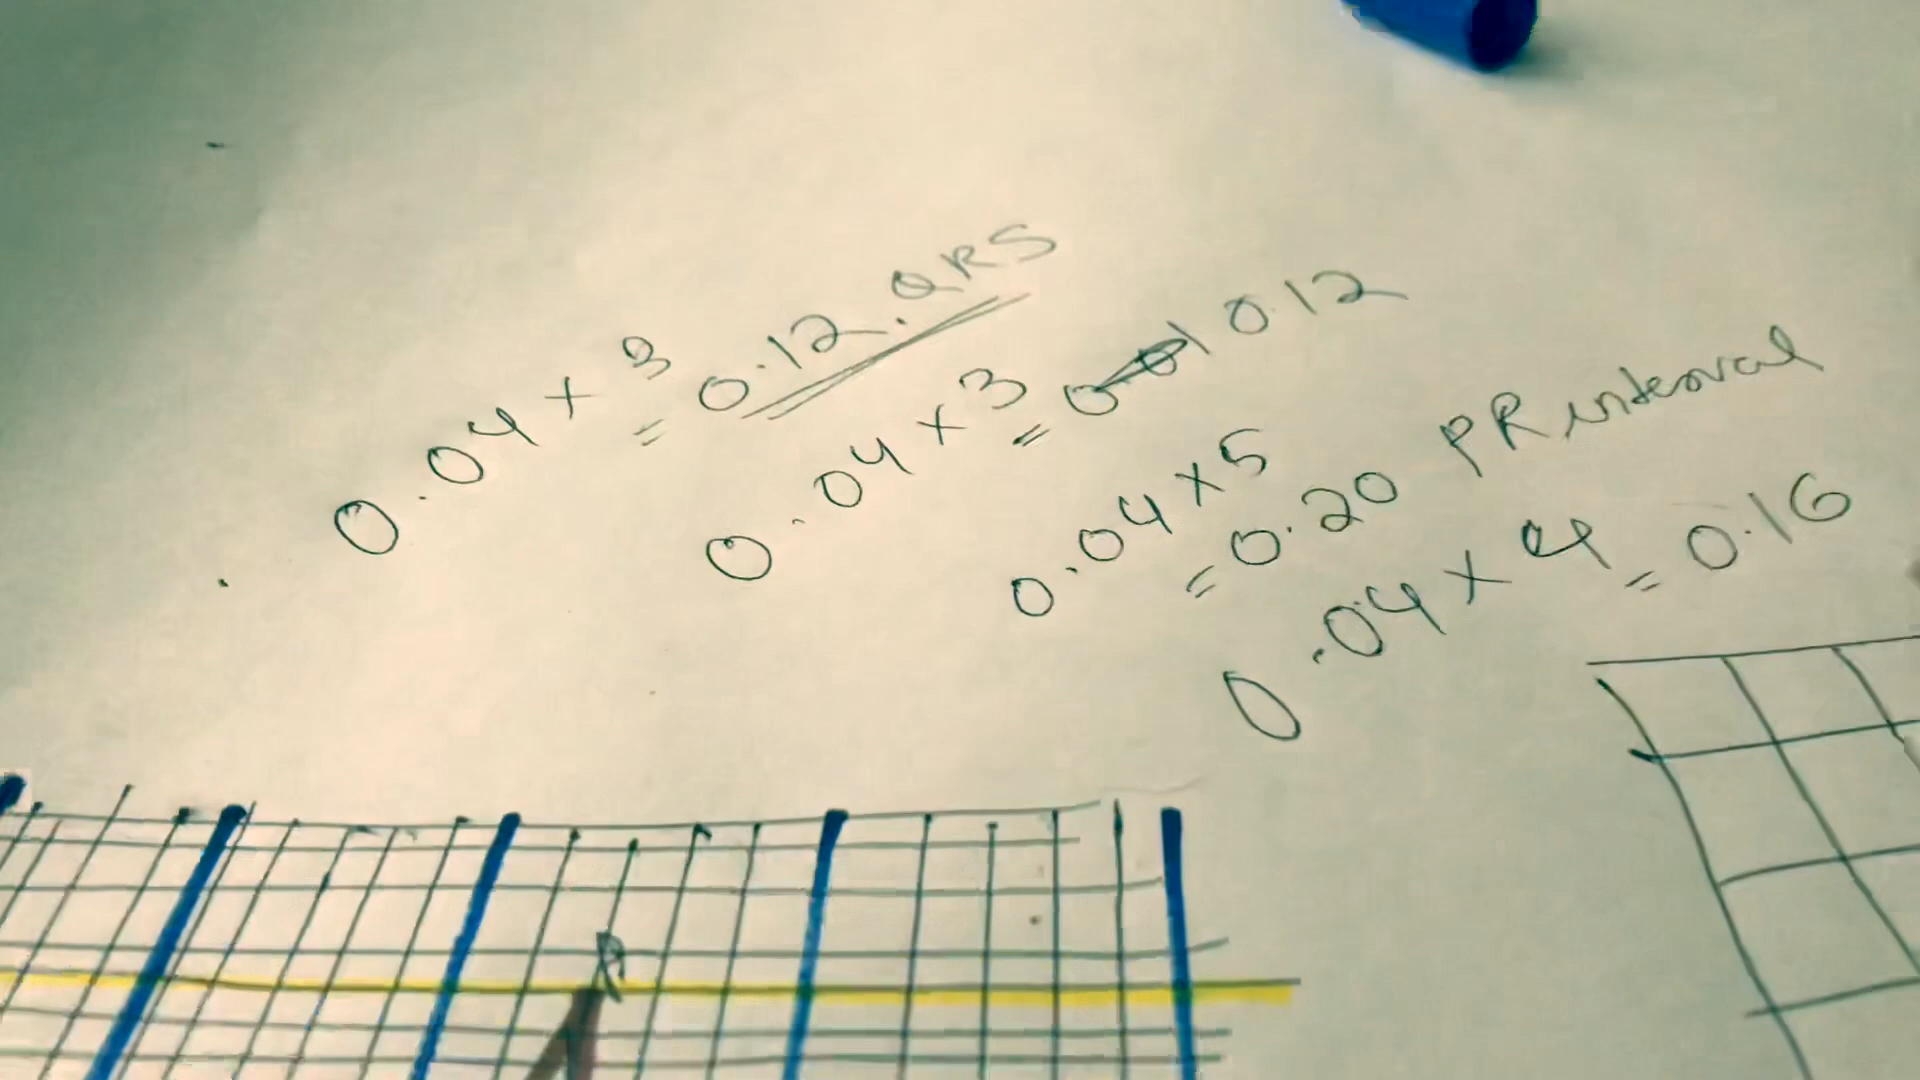 0.04 x 3 = 0.12. QRS
0.04 x 3 = 0.12
0.04 x 5 = 0.20 PR interval
0.04 x 4 = 0.16
R